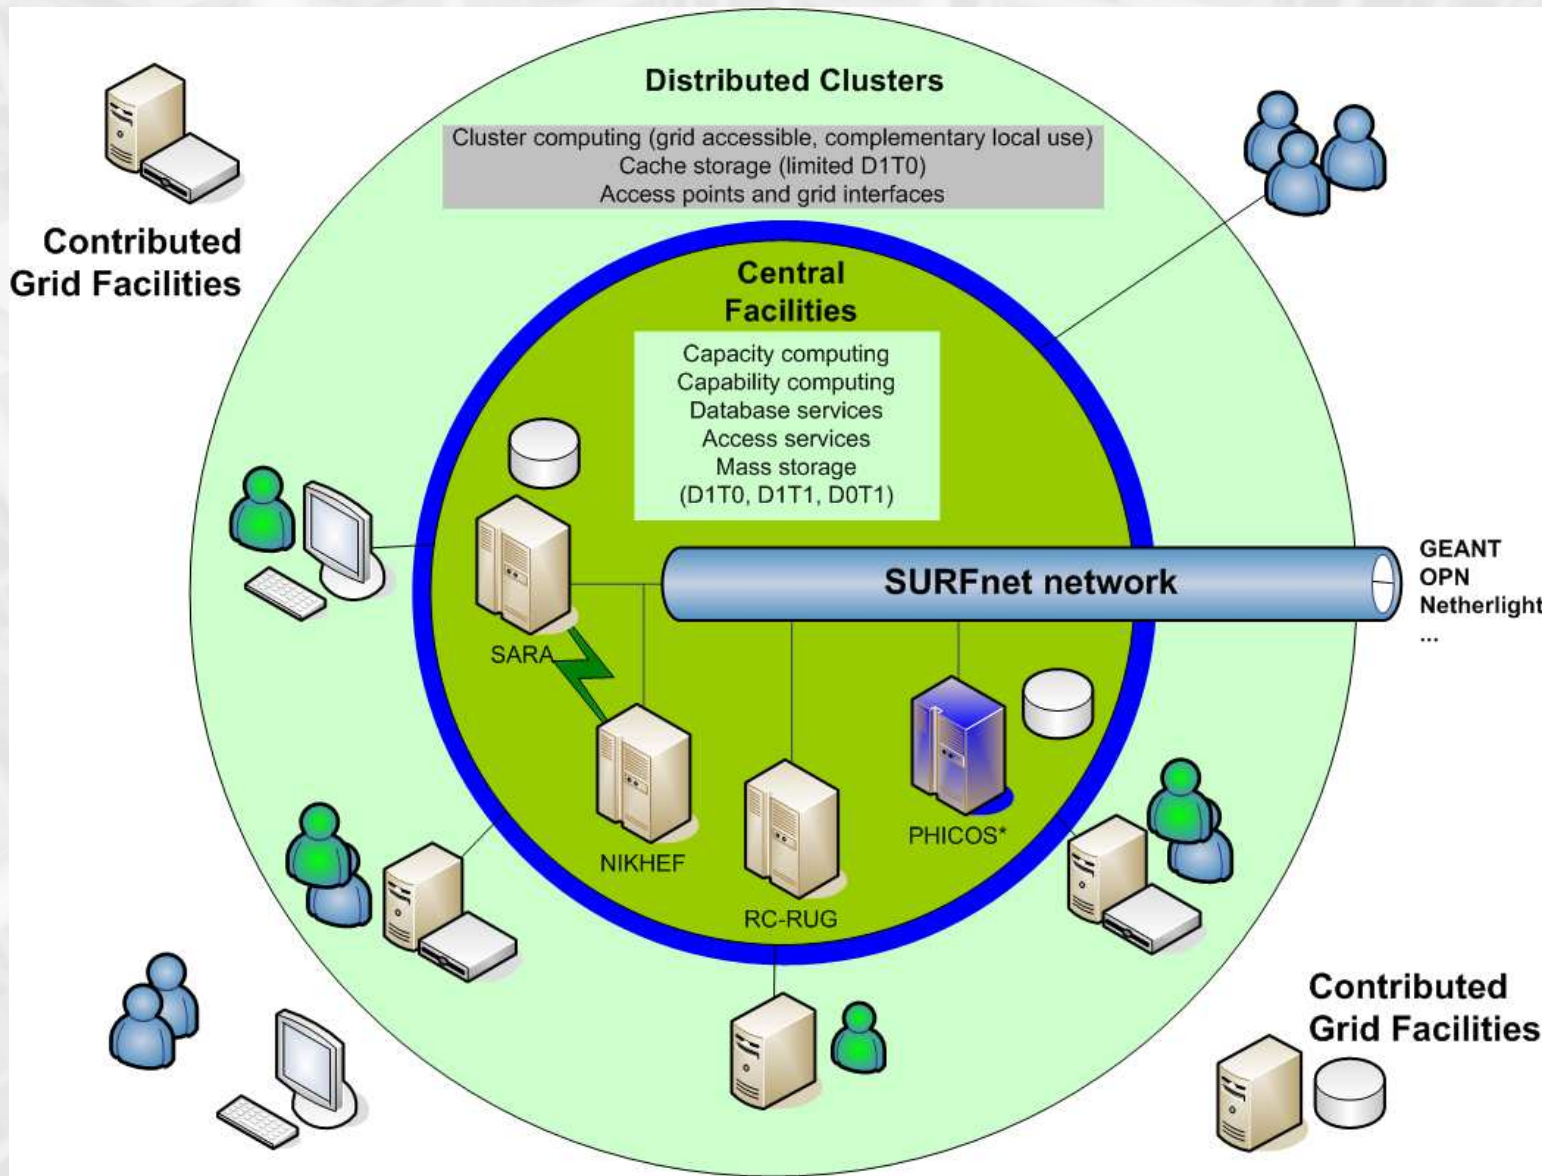 Distributed Clusters
Cluster computing (grid accessible, complementary local use)
Cache storage (limited D1T0)
Access points and grid interfaces
Contributed
Grid Facilities
Central
Facilities
Capacity computing
Capability computing
Database services
Access services
Mass storage
(D1T0, D1T1, D0T1)
SURFnet network
GEANT
OPN
Netherlight
...
SARA
NIKHEF
RC-RUG
PHICOS*
Contributed
Grid Facilities